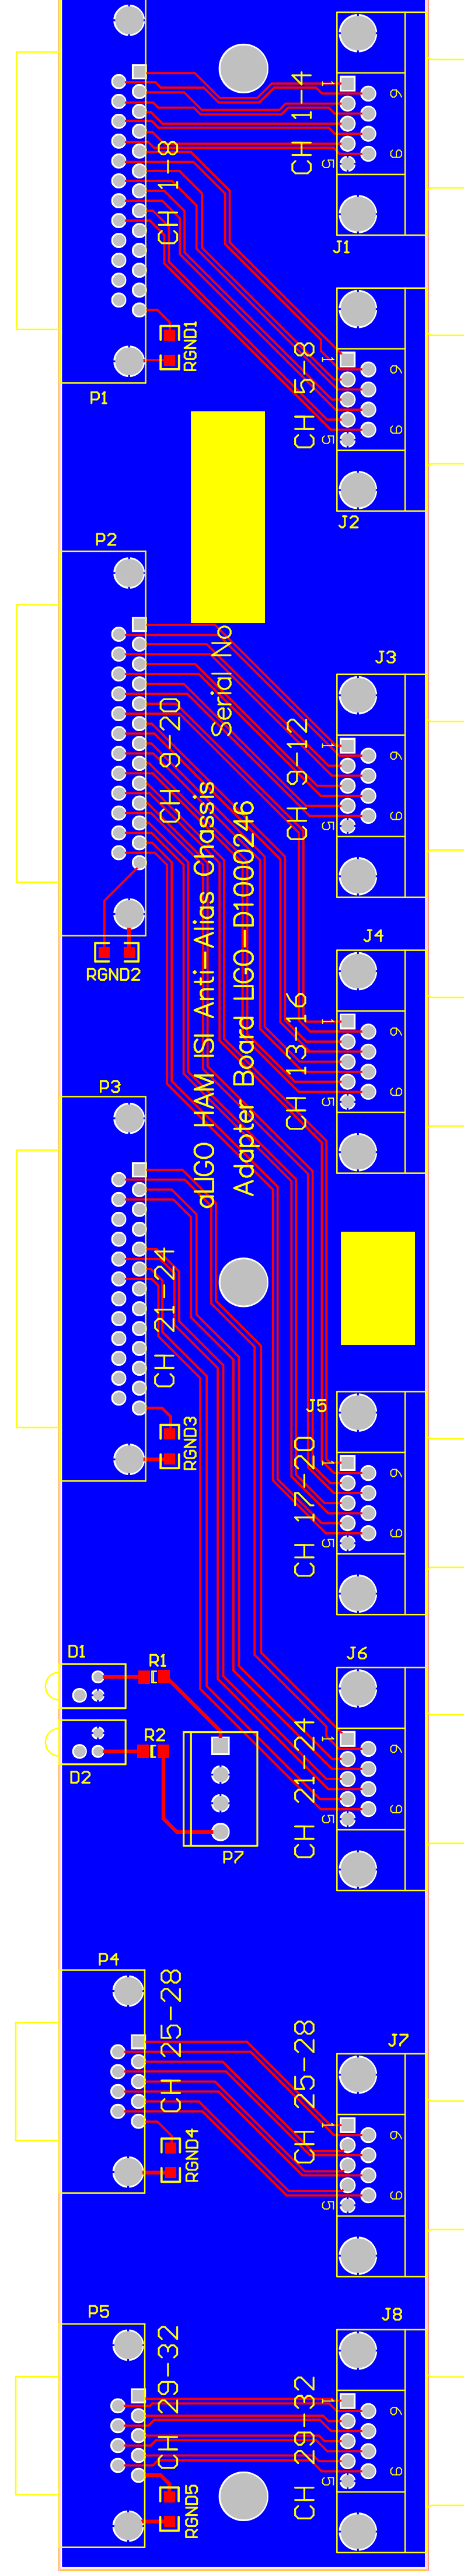 1
6
9
5
CH 1-4
CH 1-8
J1
RGND1
P1
1
6
9
5
CH 5-8
J2
P2
Serial No
J3
1
6
9
5
CH 9-12
CH 9-20
aLIGO HAM ISI Anti-Alias Chassis
Adapter Board LIGO-D1000246
RGND2
J4
1
6
9
5
CH 13-16
P3
CH 21-24
J5
RGND3
1
6
9
5
CH 17-20
D1
R1
J6
R2
D2
1
6
9
5
CH 21-24
P7
P4
CH 25-28
J7
1
6
9
5
CH 25-28
RGND4
P5
J8
CH 29-32
1
6
9
5
CH 29-32
RGND5